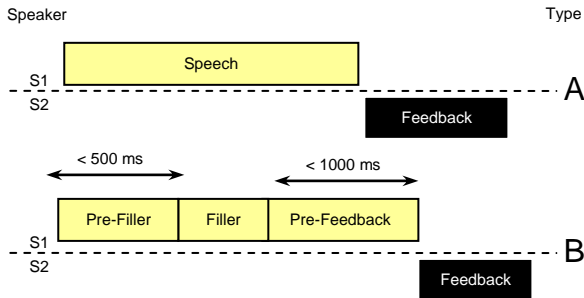 Speaker Type
Speech
S1
S2
A
Feedback
< 500 ms < 1000 ms
Pre-Filler Filler Pre-Feedback
S1
S2
B
Feedback